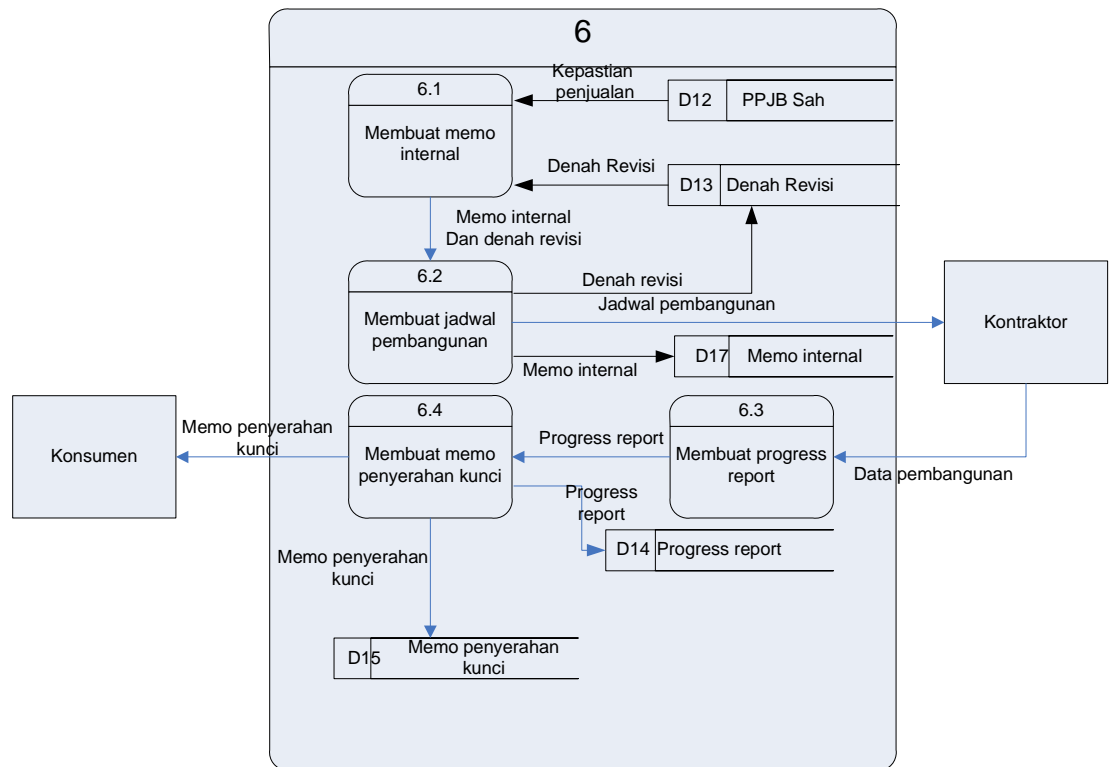 6
6.1
Membuat memo
internal
Kepastian
penjualan
D12
PPJB Sah
Denah Revisi
D13
Denah Revisi
Memo internal
Dan denah revisi
6.2
Membuat jadwal
pembangunan
Denah revisi
Jadwal pembangunan
Kontraktor
Memo internal
D17
Memo internal
Konsumen
Memo penyerahan
kunci
6.4
Membuat memo
penyerahan kunci
Progress report
6.3
Membuat progress
report
Data pembangunan
Progress
report
D14
Progress report
Memo penyerahan
kunci
D15
Memo penyerahan
kunci